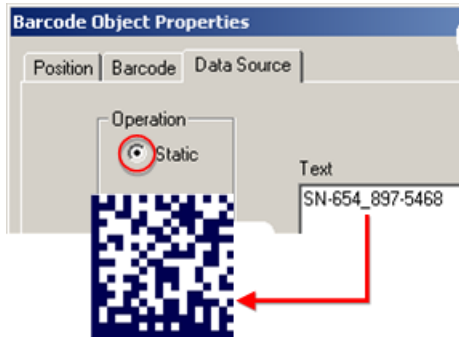 Barcode Object Properties
Position Barcode Data Source
Operation
Static
Text
SN-654_897-5468